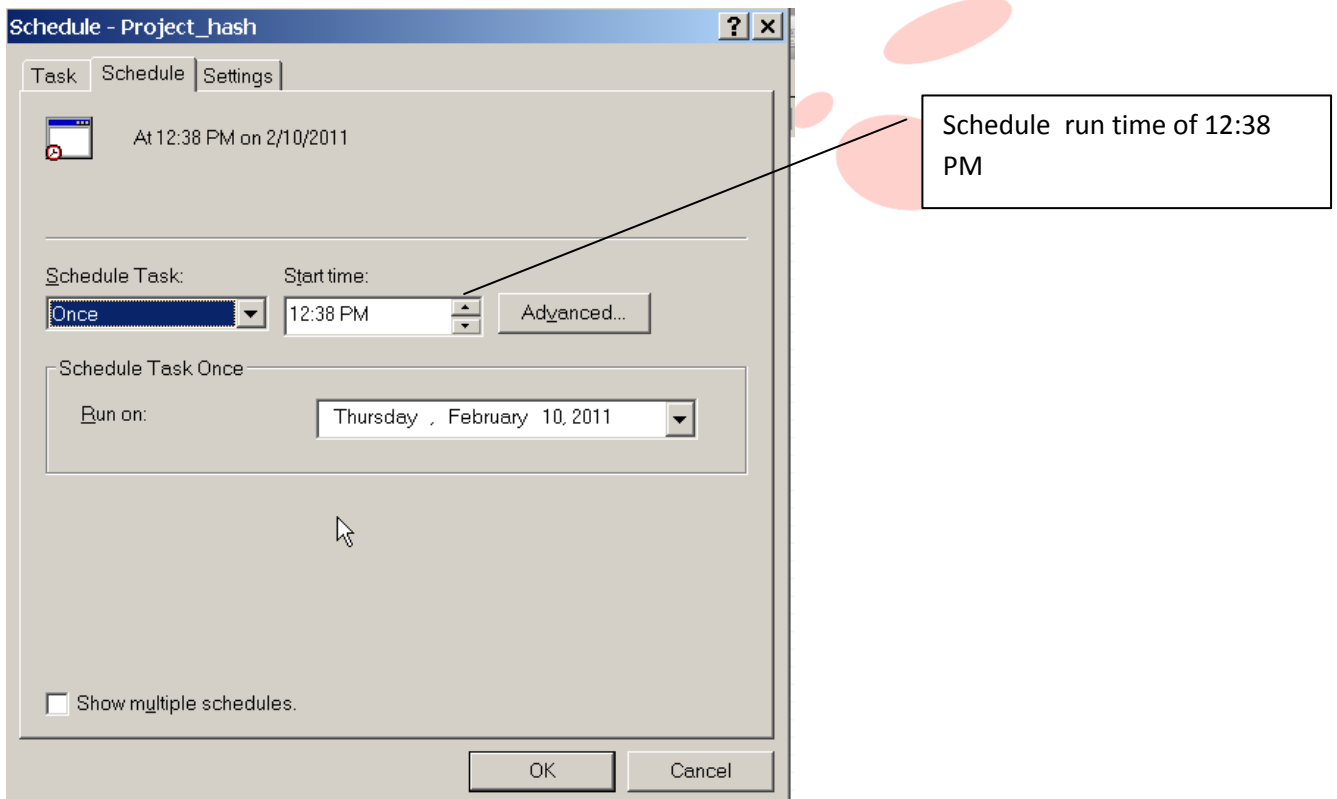 Schedule - Project_hash
Task Schedule Settings
At 12:38 PM on 2/10/2011
Schedule run time of 12:38
PM
Schedule Task: Start time:
Once 12:38 PM Advanced...
Schedule Task Once
Run on: Thursday , February 10, 2011
Show multiple schedules.
OK Cancel